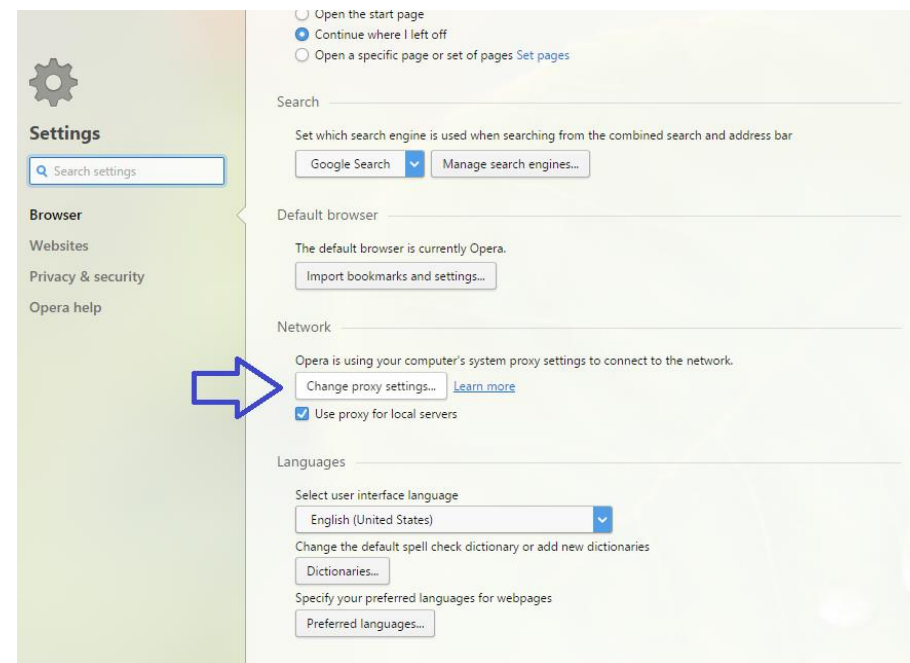 Open the start page
Continue where I left off
Open a specific page or set of pages Set pages
Settings
Search settings
Browser
Websites
Privacy & security
Opera help
Search
Set which search engine is used when searching from the combined search and address bar
Google Search Manage search engines...
Default browser
The default browser is currently Opera.
Import bookmarks and settings...
Network
Opera is using your computer's system proxy settings to connect to the network.
Change proxy settings... Learn more
Use proxy for local servers
Languages
Select user interface language
English (United States)
Change the default spell check dictionary or add new dictionaries
Dictionaries...
Specify your preferred languages for webpages
Preferred languages...